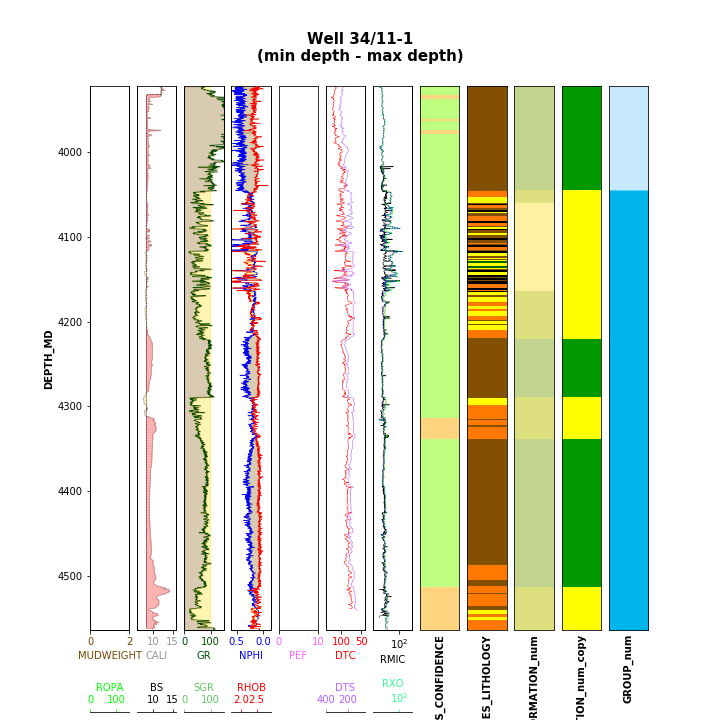 Well 34/11-1
(min depth - max depth)
DEPTH_MD
4000
4100
4200
4300
4400
4500
0 2 10 15 0 100 0.5 0.0 0 10 100 50 10²
MUDWEIGHT CALI GR NPHI PEF DTC RMIC
ROPA BS SGR RHOB DTS RXO
0 100 10 15 0 100 2.0 2.5 400 200 10²
S_CONFIDENCE
ES_LITHOLOGY
RMATION_num
TION_num_copy
GROUP_num